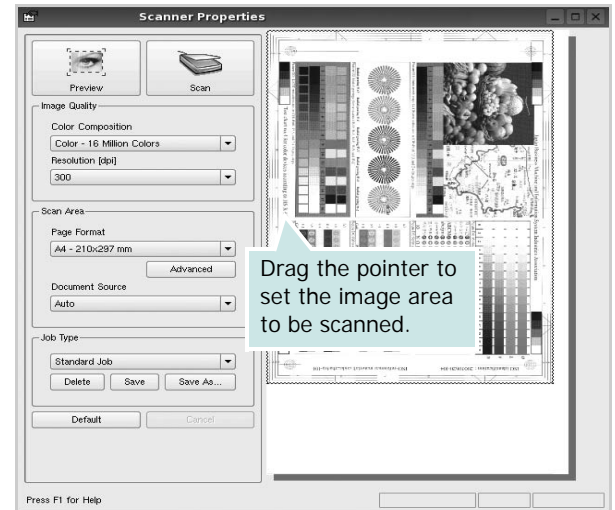 Scanner Properties
Preview
Scan
Image Quality
Color Composition
Color - 16 Million Colors
Resolution [dpi]
300
Scan Area
Page Format
A4 - 210x297 mm
Advanced
Document Source
Auto
Job Type
Standard Job
Delete
Save
Save As...
Default
Cancel
Drag the pointer to
set the image area
to be scanned.
Press F1 for Help